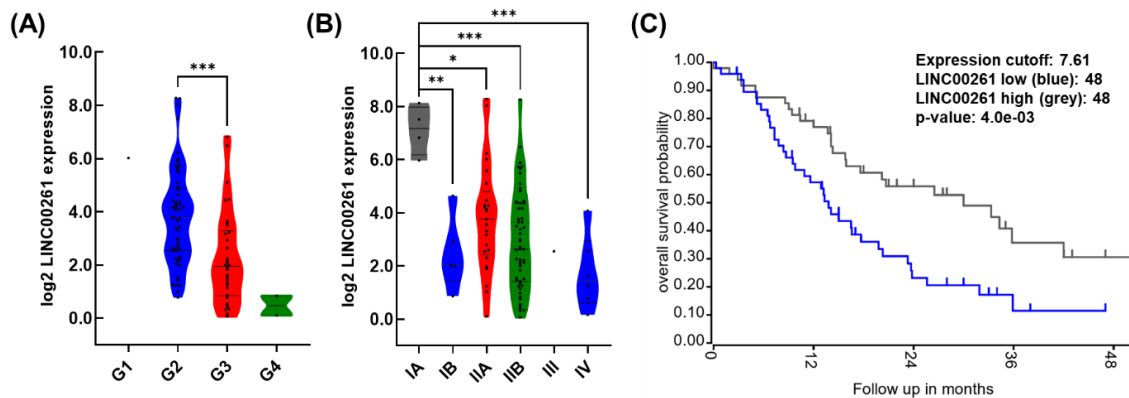 (A)
log2 LINC00261 expression
10.0
8.0
6.0
4.0
2.0
0.0
***
G1 G2 G3 G4
(B)
log2 LINC00261 expression
10.0
8.0
6.0
4.0
2.0
0.0
***
***
*
**
IA IB IIA IIB III IV
(C)
Expression cutoff: 7.61
LINC00261 low (blue): 48
LINC00261 high (grey): 48
p-value: 4.0e-03
overall survival probability
1.00
0.90
0.80
0.70
0.60
0.50
0.40
0.30
0.20
0.10
0.00
0 12 24 36 48
Follow up in months